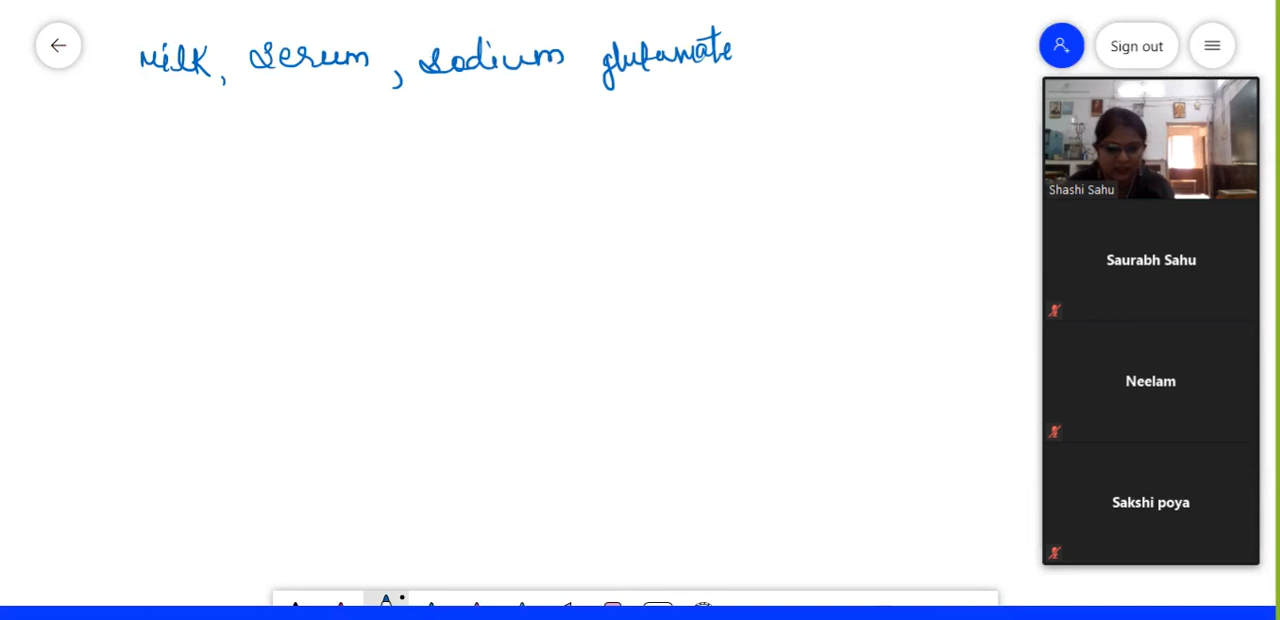 milk, serum, sodium glutamate
Sign out
Shashi Sahu
Saurabh Sahu
Neelam
Sakshi poya